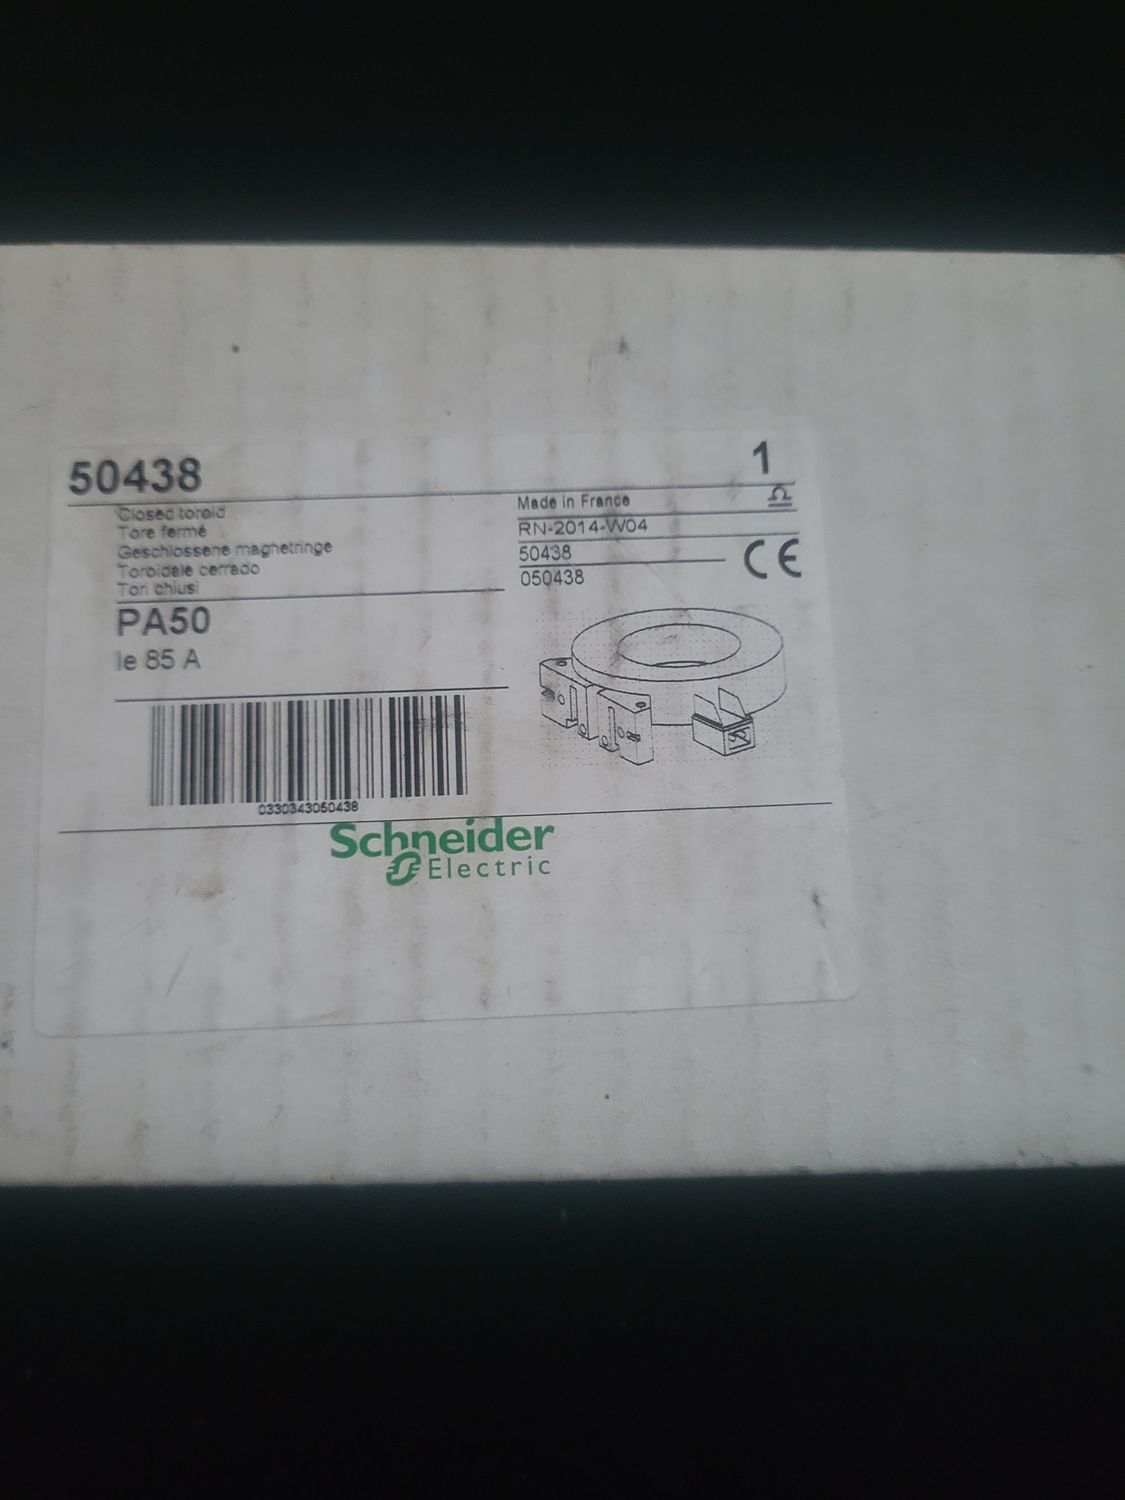 50438
1
Closed toroid
Tore fermé
Geschlossene magnetringe
Toroidale cerrado
Tori chiusi
Made in France
RN-2014-W04
50438
050438
CE
PA50
Ie 85 A
0330343050438
Schneider
Electric